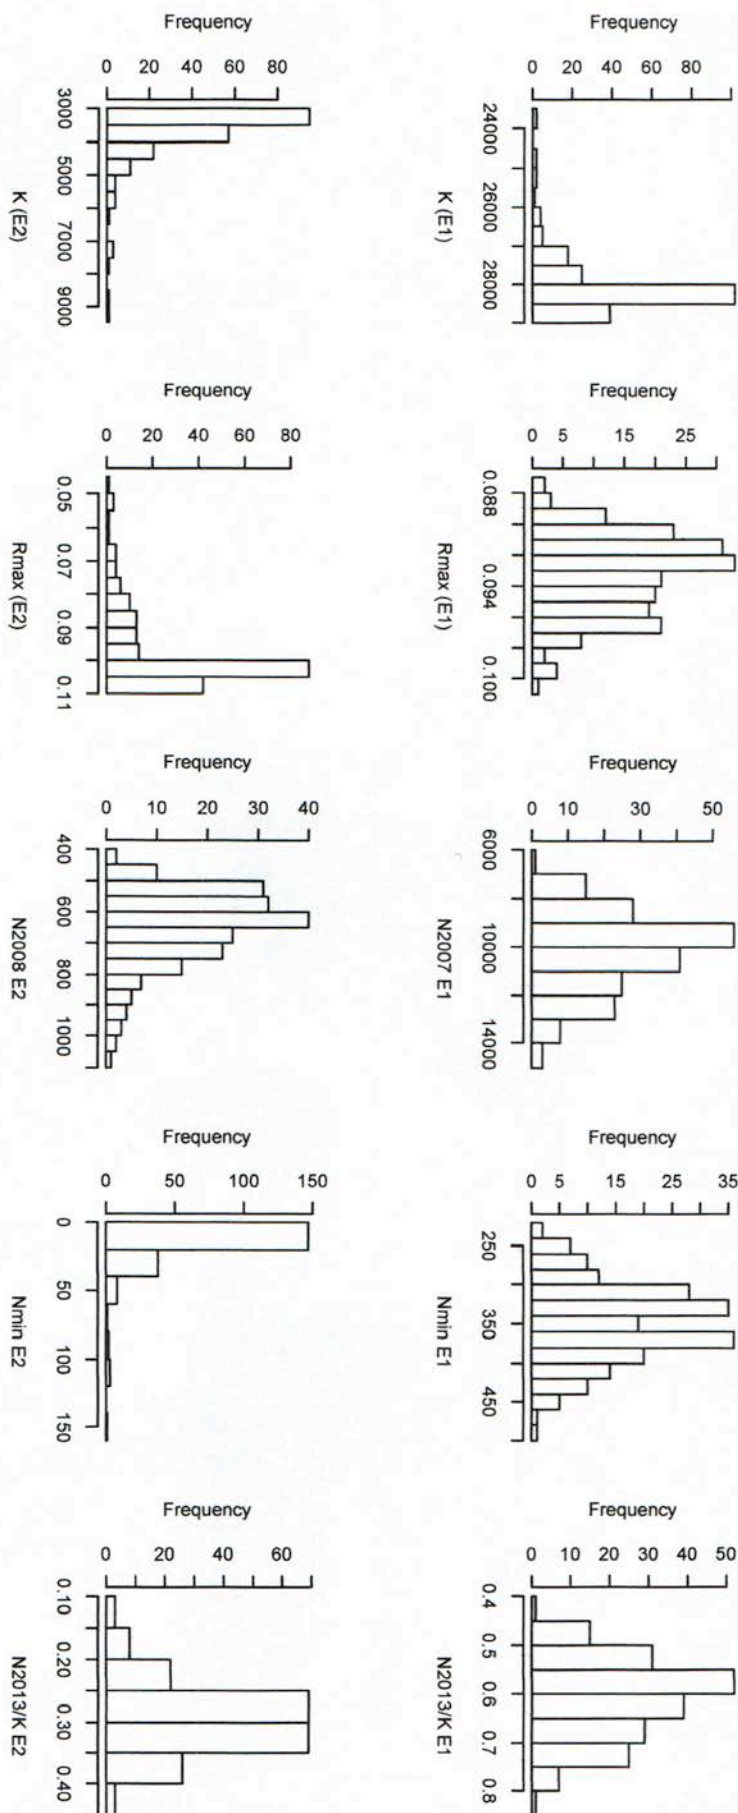 Frequency
0 20 40 60 80
24000 26000 28000
K (E1)
Frequency
0 5 15 25
0.088 0.094 0.100
Rmax (E1)
Frequency
0 10 30 50
6000 10000 14000
N2007 E1
Frequency
0 5 15 25 35
250 350 450
Nmin E1
Frequency
0 10 20 30 40 50
0.4 0.5 0.6 0.7 0.8
N2013/K E1
Frequency
0 20 40 60 80
3000 5000 7000 9000
K (E2)
Frequency
0 20 40 60 80
0.05 0.07 0.09 0.11
Rmax (E2)
Frequency
0 10 20 30 40
400 600 800 1000
N2008 E2
Frequency
0 50 100 150
0 50 100 150
Nmin E2
Frequency
0 20 40 60
0.10 0.20 0.30 0.40
N2013/K E2